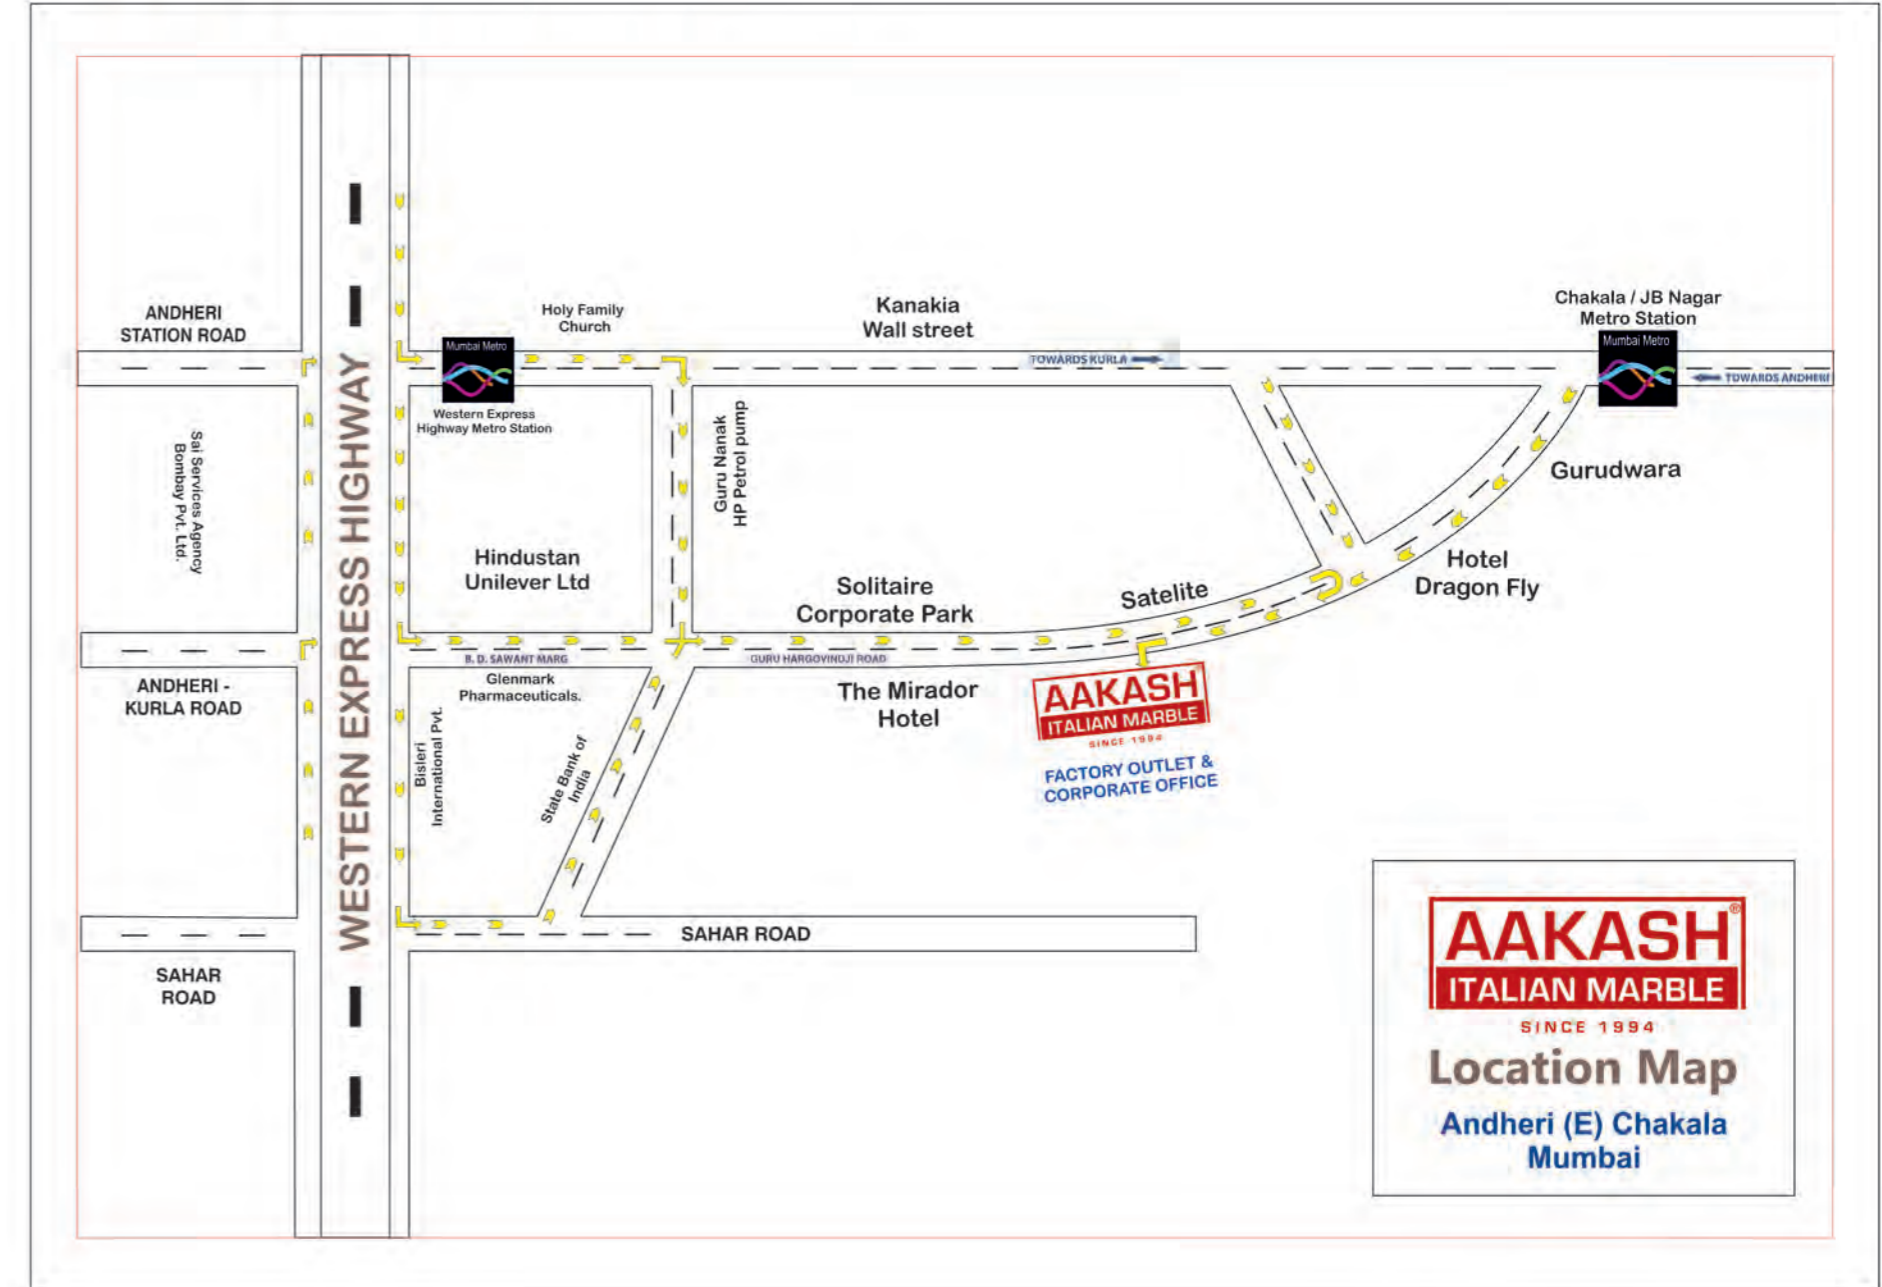 ANDHERI
STATION ROAD
Holy Family
Church
Kanakia
Wall street
Chakala / JB Nagar
Metro Station
Mumbai Metro
Mumbai Metro
TOWARDS KURLA
TOWARDS ANDHERI
Western Express
Highway Metro Station
WESTERN EXPRESS HIGHWAY
Sai Services Agency
Bombay Pvt. Ltd.
Guru Nanak
HP Petrol pump
Gurudwara
Hindustan
Unilever Ltd
Solitaire
Corporate Park
Satelite
Hotel
Dragon Fly
B. D. SAWANT MARG
GURU HARGOVINDJI ROAD
ANDHERI -
KURLA ROAD
Glenmark
Pharmaceuticals.
The Mirador
Hotel
AAKASH
ITALIAN MARBLE
SINCE 1994
FACTORY OUTLET &
CORPORATE OFFICE
Bisleri
International Pvt.
State Bank of
India
SAHAR ROAD
SAHAR
ROAD
AAKASH®
ITALIAN MARBLE
SINCE 1994
Location Map
Andheri (E) Chakala
Mumbai